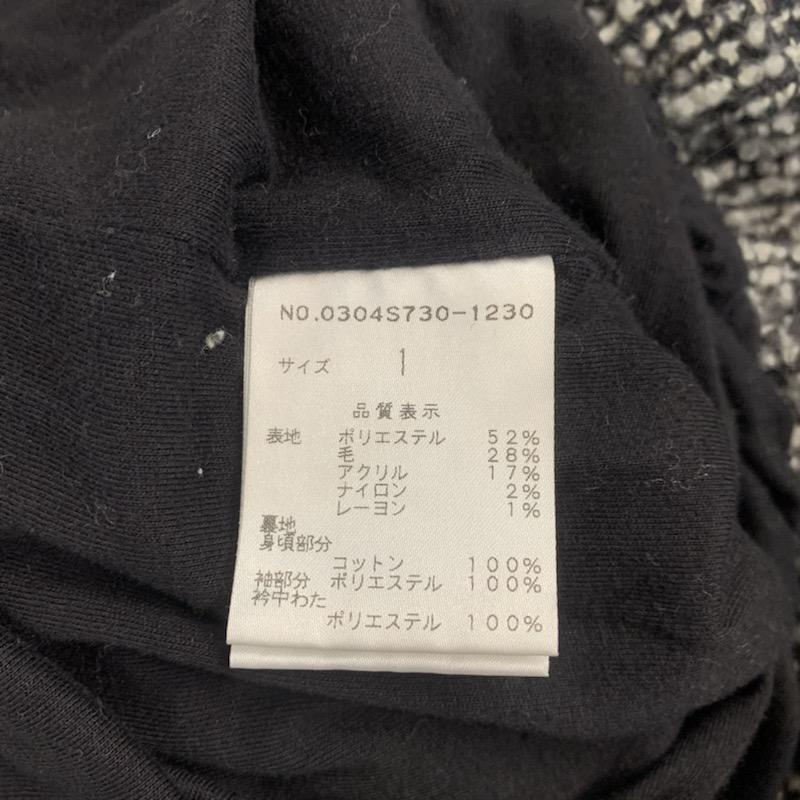 NO.0304S730-1230
サイズ 1
品質表示
表地 ポリエステル 52%
毛 28%
アクリル 17%
ナイロン 2%
レーヨン 1%
裏地
身頃部分
コットン 100%
袖部分 ポリエステル 100%
衿中わた
ポリエステル 100%